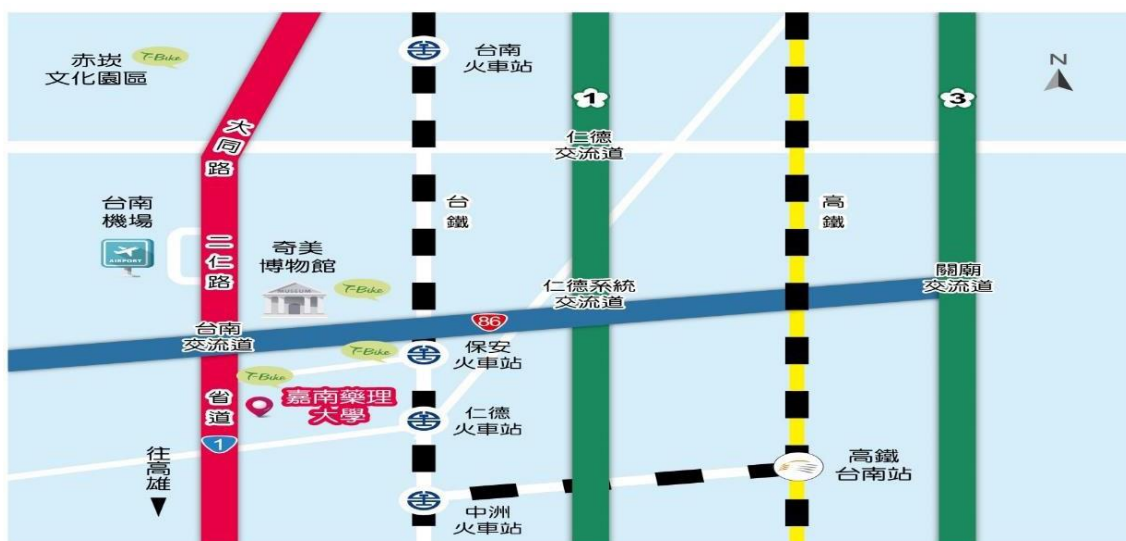 赤崁
文化園區
T-Bike
台南
火車站
1
3
N
大同路
仁德
交流道
台南
機場
AIRPORT
二仁路
奇美
博物館
MUSEUM
T-Bike
台鐵
高鐵
仁德系統
交流道
關廟
交流道
86
台南
交流道
T-Bike
保安
火車站
T-Bike
省道
1
嘉南藥理
大學
仁德
火車站
往高雄
高鐵
台南站
中洲
火車站